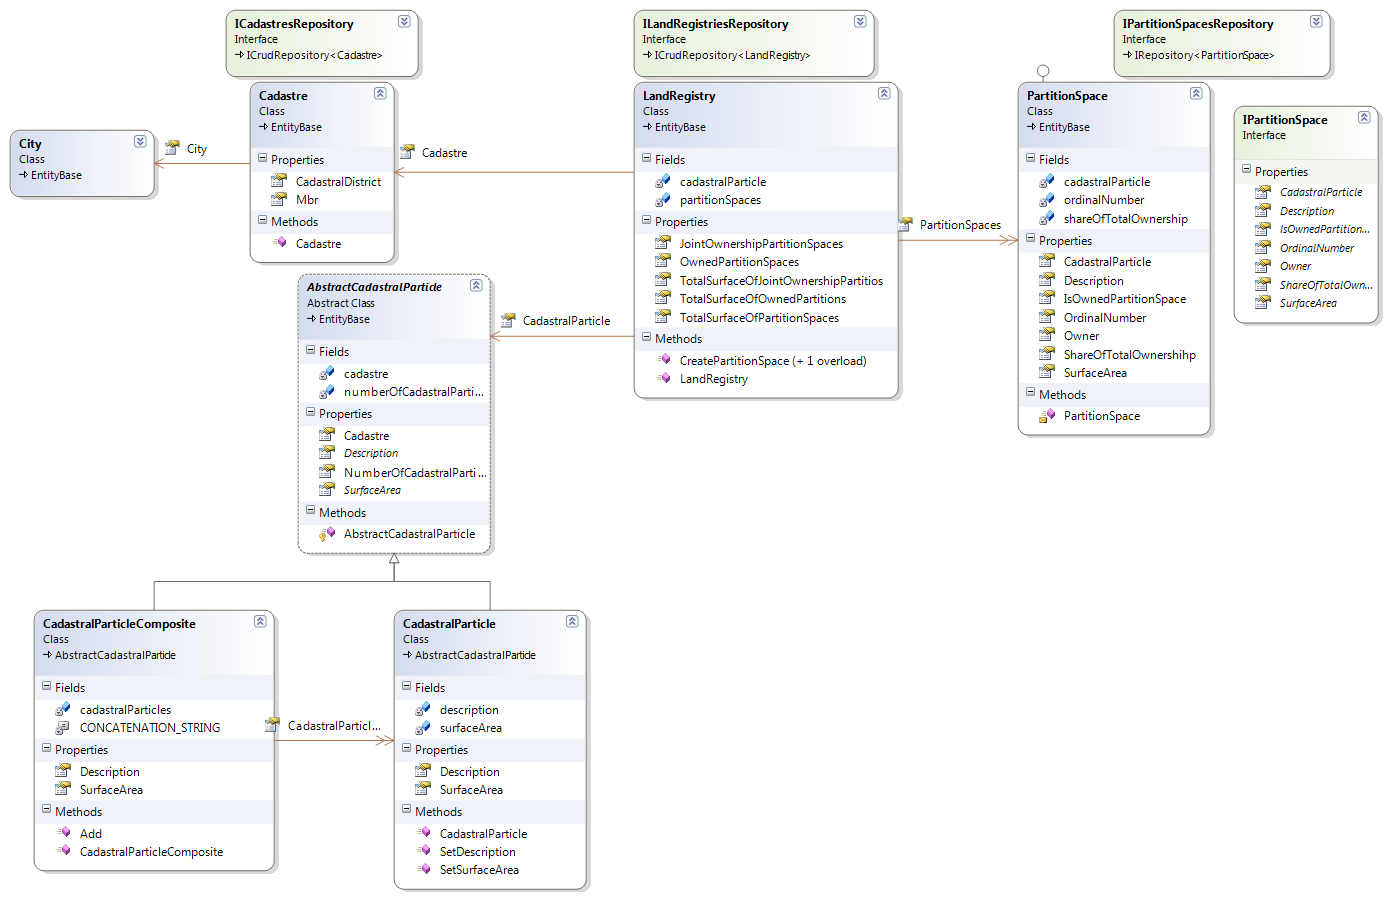 ICadastresRepository
Interface
ICrudRepository<Cadastre>
ILandRegistriesRepository
Interface
ICrudRepository<LandRegistry>
IPartitionSpacesRepository
Interface
IRepository<PartitionSpace>
City
Class
EntityBase
City
Cadastre
Class
EntityBase
Properties
CadastralDistrict
Mbr
Methods
Cadastre
Cadastre
LandRegistry
Class
EntityBase
Fields
cadastralParticle
partitionSpaces
Properties
JointOwnershipPartitionSpaces
OwnedPartitionSpaces
TotalSurfaceOfJointOwnershipPartitios
TotalSurfaceOfOwnedPartitions
TotalSurfaceOfPartitionSpaces
Methods
CreatePartitionSpace (+ 1 overload)
LandRegistry
PartitionSpaces
PartitionSpace
Class
EntityBase
Fields
cadastralParticle
ordinalNumber
shareOfTotalOwnership
Properties
CadastralParticle
Description
IsOwnedPartitionSpace
OrdinalNumber
Owner
ShareOfTotalOwnershihp
SurfaceArea
Methods
PartitionSpace
IPartitionSpace
Interface
Properties
CadastralParticle
Description
IsOwnedPartition...
OrdinalNumber
Owner
ShareOfTotalOwn...
SurfaceArea
AbstractCadastralParticle
Abstract Class
EntityBase
Fields
cadastre
numberOfCadastralParti...
Properties
Cadastre
Description
NumberOfCadastralParti...
SurfaceArea
Methods
AbstractCadastralParticle
CadastralParticle
CadastralParticleComposite
Class
AbstractCadastralParticle
Fields
cadastralParticles
CONCATENATION_STRING
Properties
Description
SurfaceArea
Methods
Add
CadastralParticleComposite
CadastralParticl...
CadastralParticle
Class
AbstractCadastralParticle
Fields
description
surfaceArea
Properties
Description
SurfaceArea
Methods
CadastralParticle
SetDescription
SetSurfaceArea